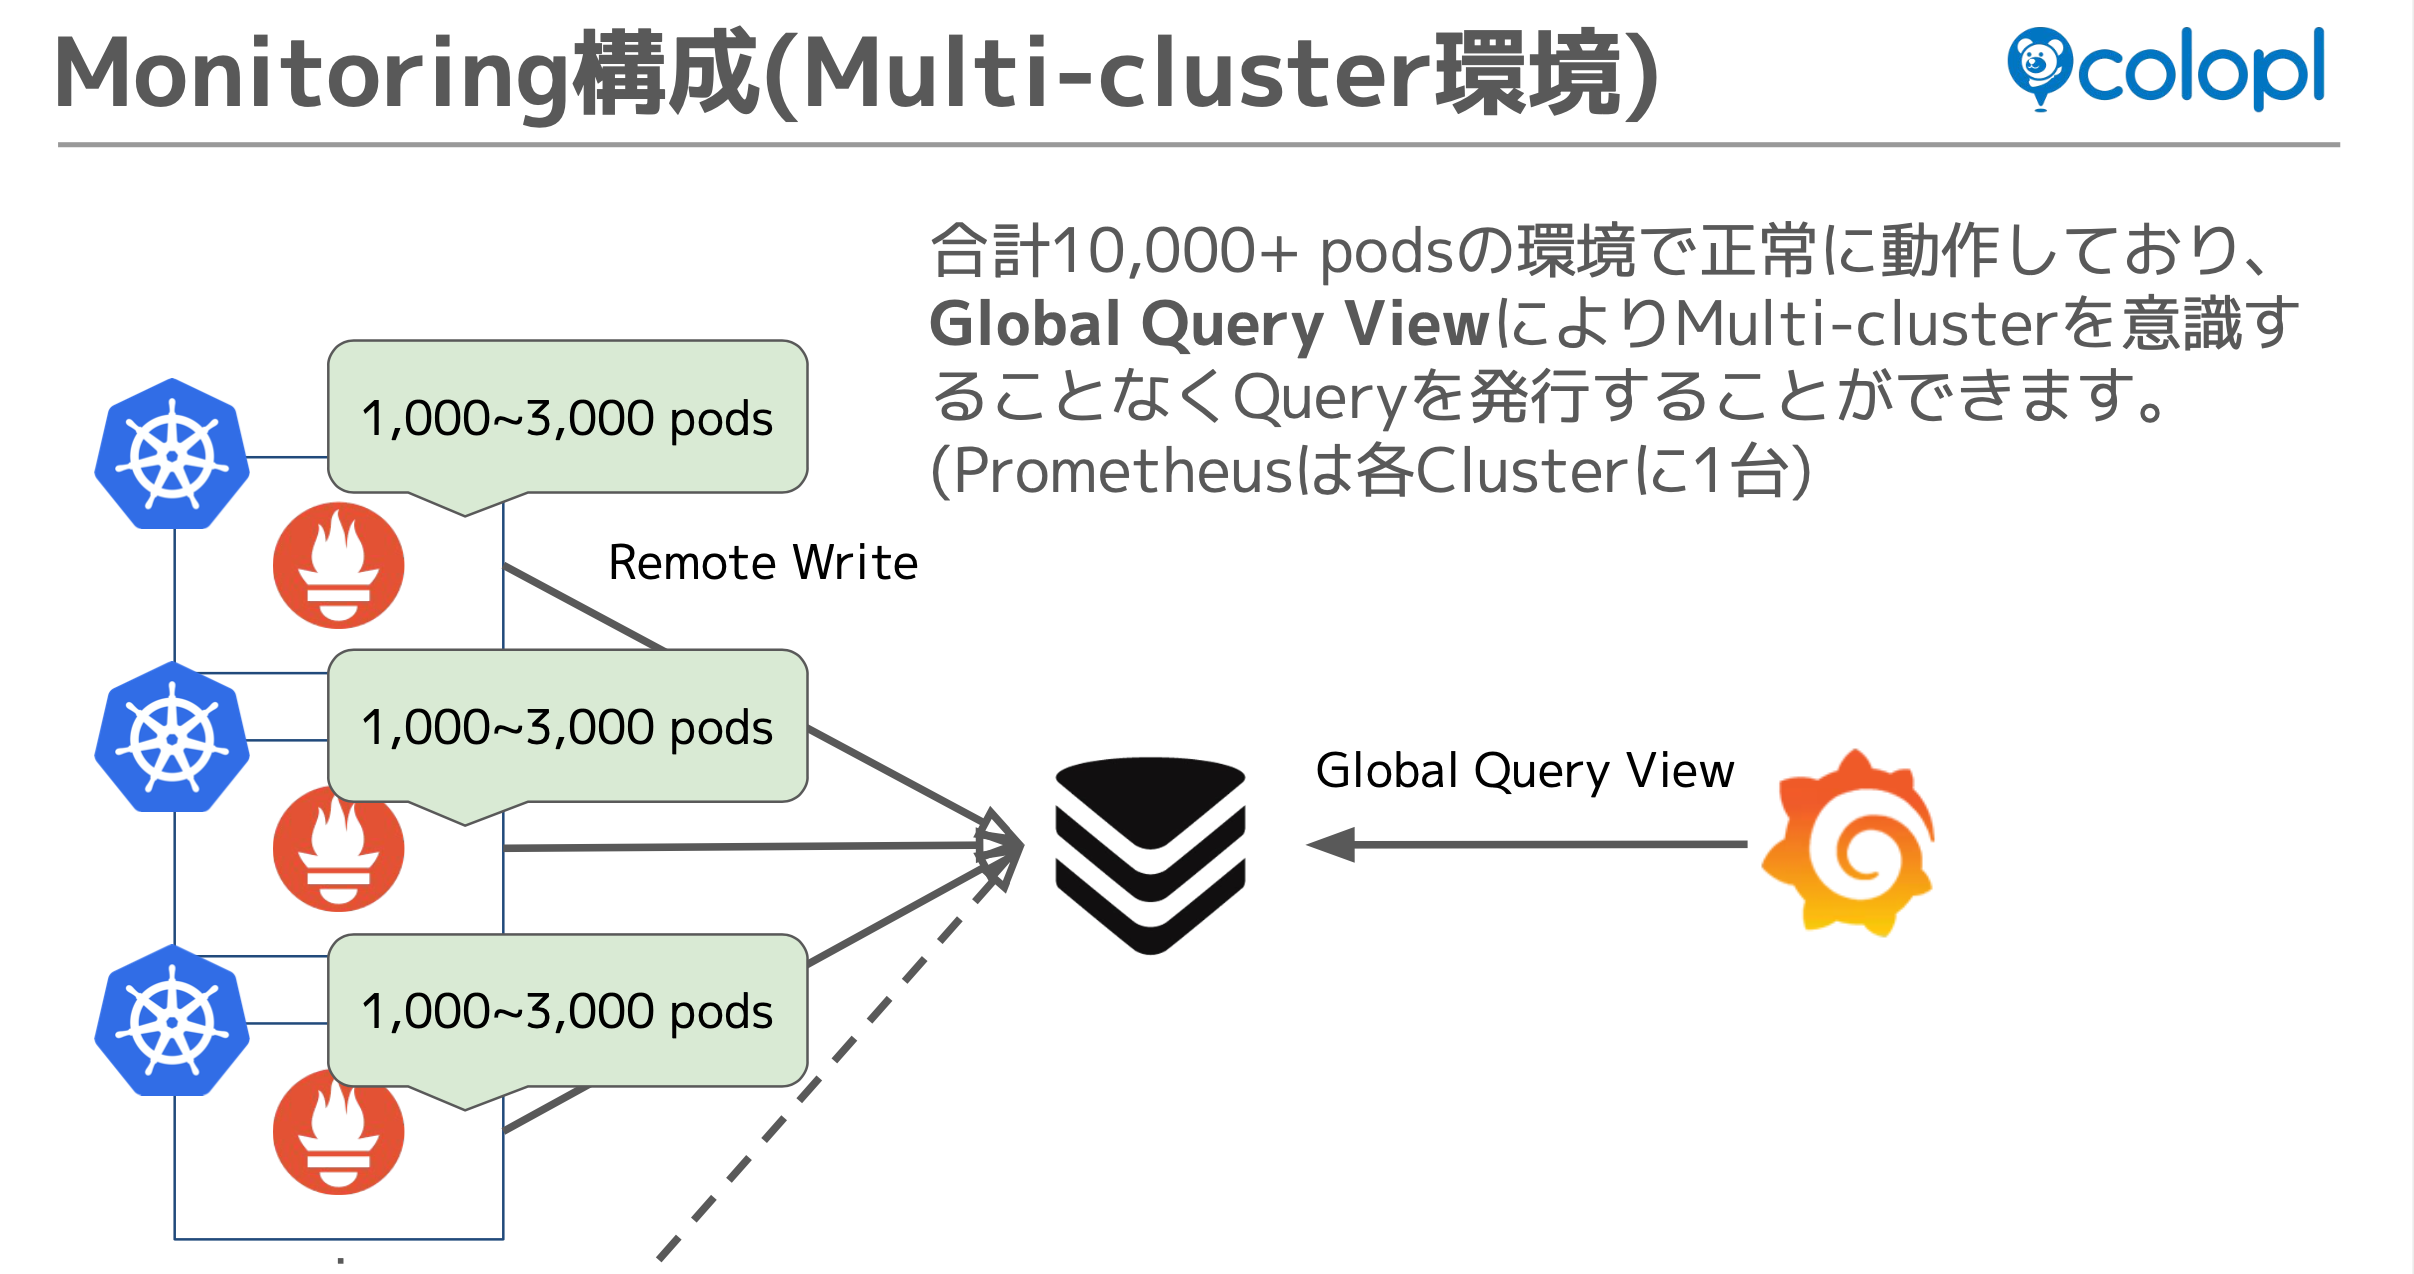 Monitoring構成(Multi-cluster環境)
colopl
合計10,000+ podsの環境で正常に動作しており、
Global Query ViewによりMulti-clusterを意識す
ることなくQueryを発行することができます。
(Prometheusは各Clusterに1台)
1,000~3,000 pods
Remote Write
1,000~3,000 pods
Global Query View
1,000~3,000 pods